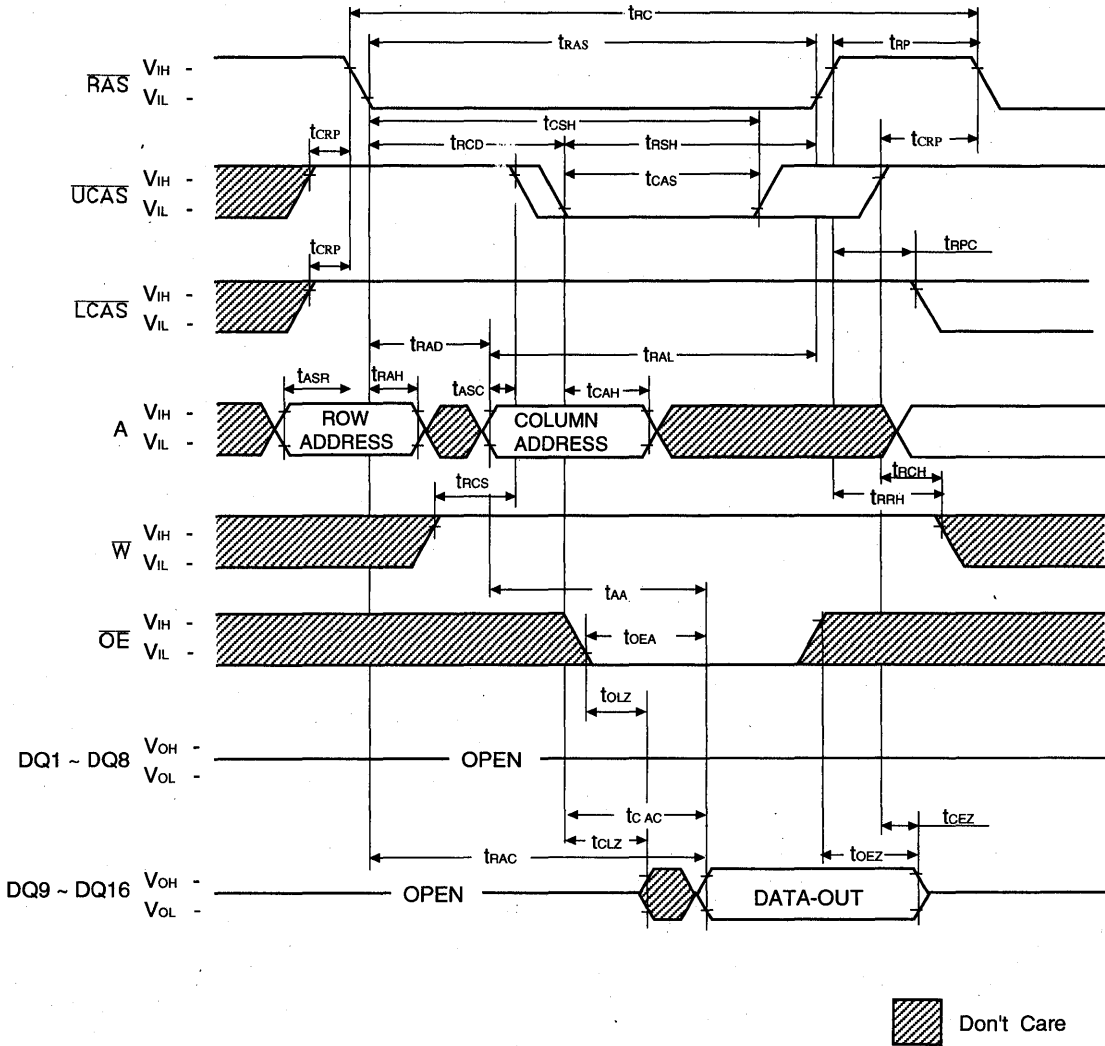 tRC
tRAS
tRP
RAS
VIH -
VIL -
tCSH
tCRP
tRCD
tRSH
tCRP
UCAS
VIH -
VIL -
tCAS
tCRP
tRPC
LCAS
VIH -
VIL -
tRAD
tRAL
tASR
tRAH
tASC
tCAH
A
VIH -
VIL -
ROW
ADDRESS
COLUMN
ADDRESS
tRCS
tRCH
tRRH
W
VIH -
VIL -
tAA
OE
VIH -
VIL -
tOEA
tOLZ
DQ1 ~ DQ8
VOH -
VOL -
OPEN
tCAC
tCEZ
tCLZ
tOEZ
tRAC
DQ9 ~ DQ16
VOH -
VOL -
OPEN
DATA-OUT
Don't Care